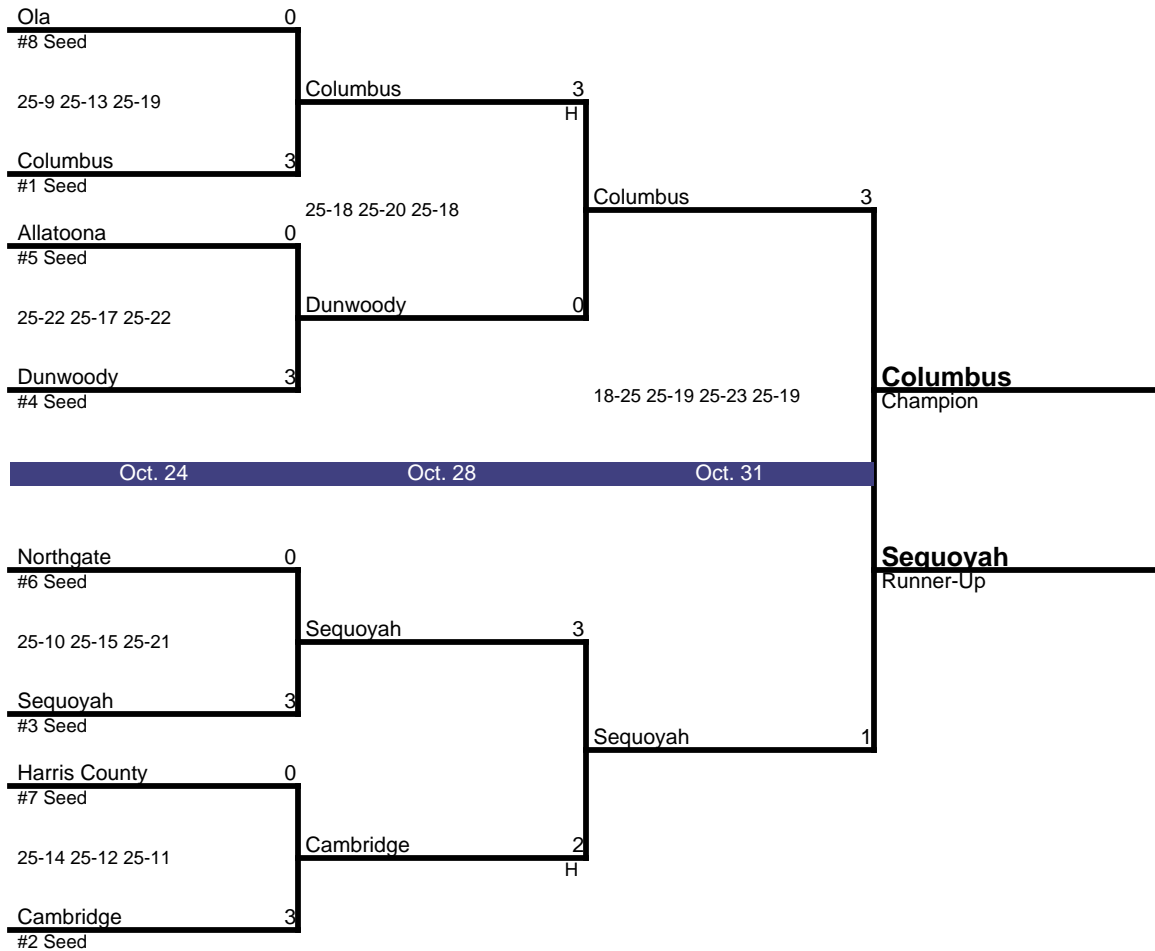 Ola 0
#8 Seed
25-9 25-13 25-19
Columbus 3
#1 Seed
Allatoona 0
#5 Seed
25-22 25-17 25-22
Dunwoody 3
#4 Seed
Columbus 3
H
25-18 25-20 25-18
Dunwoody 0
Columbus 3
18-25 25-19 25-23 25-19
Columbus
Champion
Oct. 24 Oct. 28 Oct. 31
Northgate 0
#6 Seed
25-10 25-15 25-21
Sequoyah 3
#3 Seed
Harris County 0
#7 Seed
25-14 25-12 25-11
Cambridge 3
#2 Seed
Sequoyah 3
Cambridge 2
H
Sequoyah 1
Sequoyah
Runner-Up